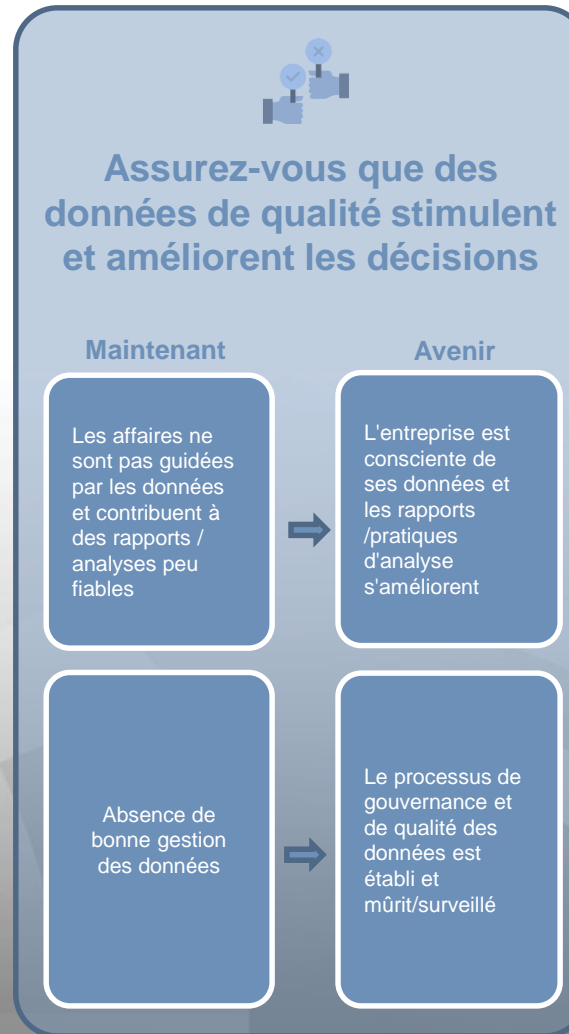 Assurez-vous que des
données de qualité stimulent
et améliorent les décisions
Maintenant
Avenir
Les affaires ne
sont pas guidées
par les données
et contribuent à
des rapports /
analyses peu
fiables
L'entreprise est
consciente de
ses données et
les rapports
/pratiques
d'analyse
s'améliorent
Absence de
bonne gestion
des données
Le processus de
gouvernance et
de qualité des
données est
établi et
mûrit/surveillé